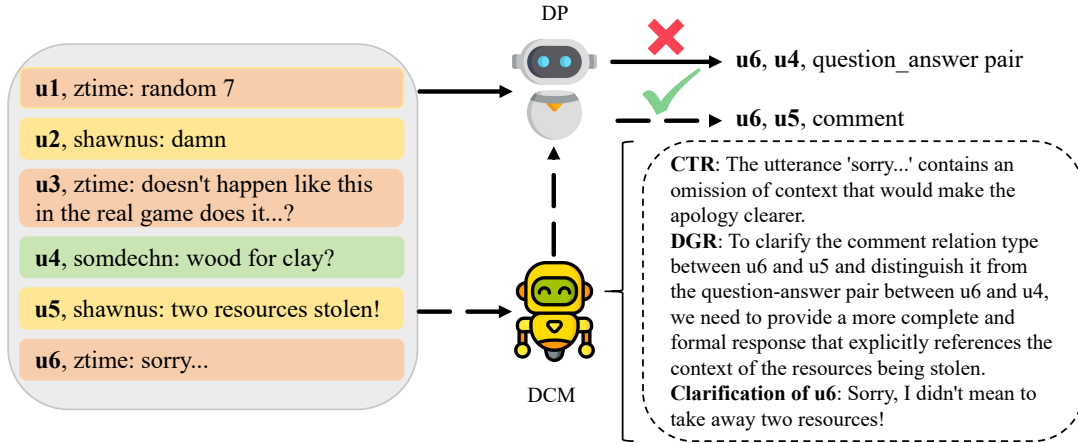 DP
u1, ztime: random 7
u2, shawnus: damn
u3, ztime: doesn't happen like this
in the real game does it...?
u4, somdechn: wood for clay?
u5, shawnus: two resources stolen!
u6, ztime: sorry...
u6, u4, question_answer pair
u6, u5, comment
DCM
CTR: The utterance 'sorry...' contains an
omission of context that would make the
apology clearer.
DGR: To clarify the comment relation type
between u6 and u5 and distinguish it from
the question-answer pair between u6 and u4,
we need to provide a more complete and
formal response that explicitly references the
context of the resources being stolen.
Clarification of u6: Sorry, I didn't mean to
take away two resources!